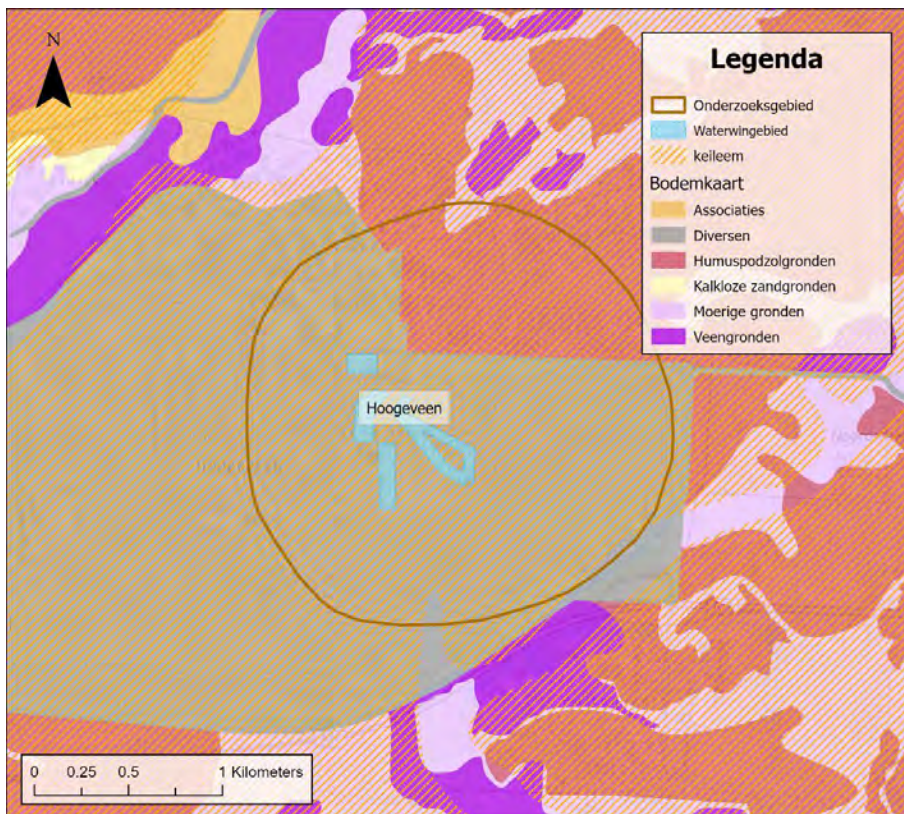 N
Legenda
Onderzoeksgebied
Waterwingebied
keileem
Bodemkaart
Associaties
Diversen
Humuspodzolgronden
Kalkloze zandgronden
Moerige gronden
Veengronden
Hoogeveen
0 0.25 0.5 1 Kilometers